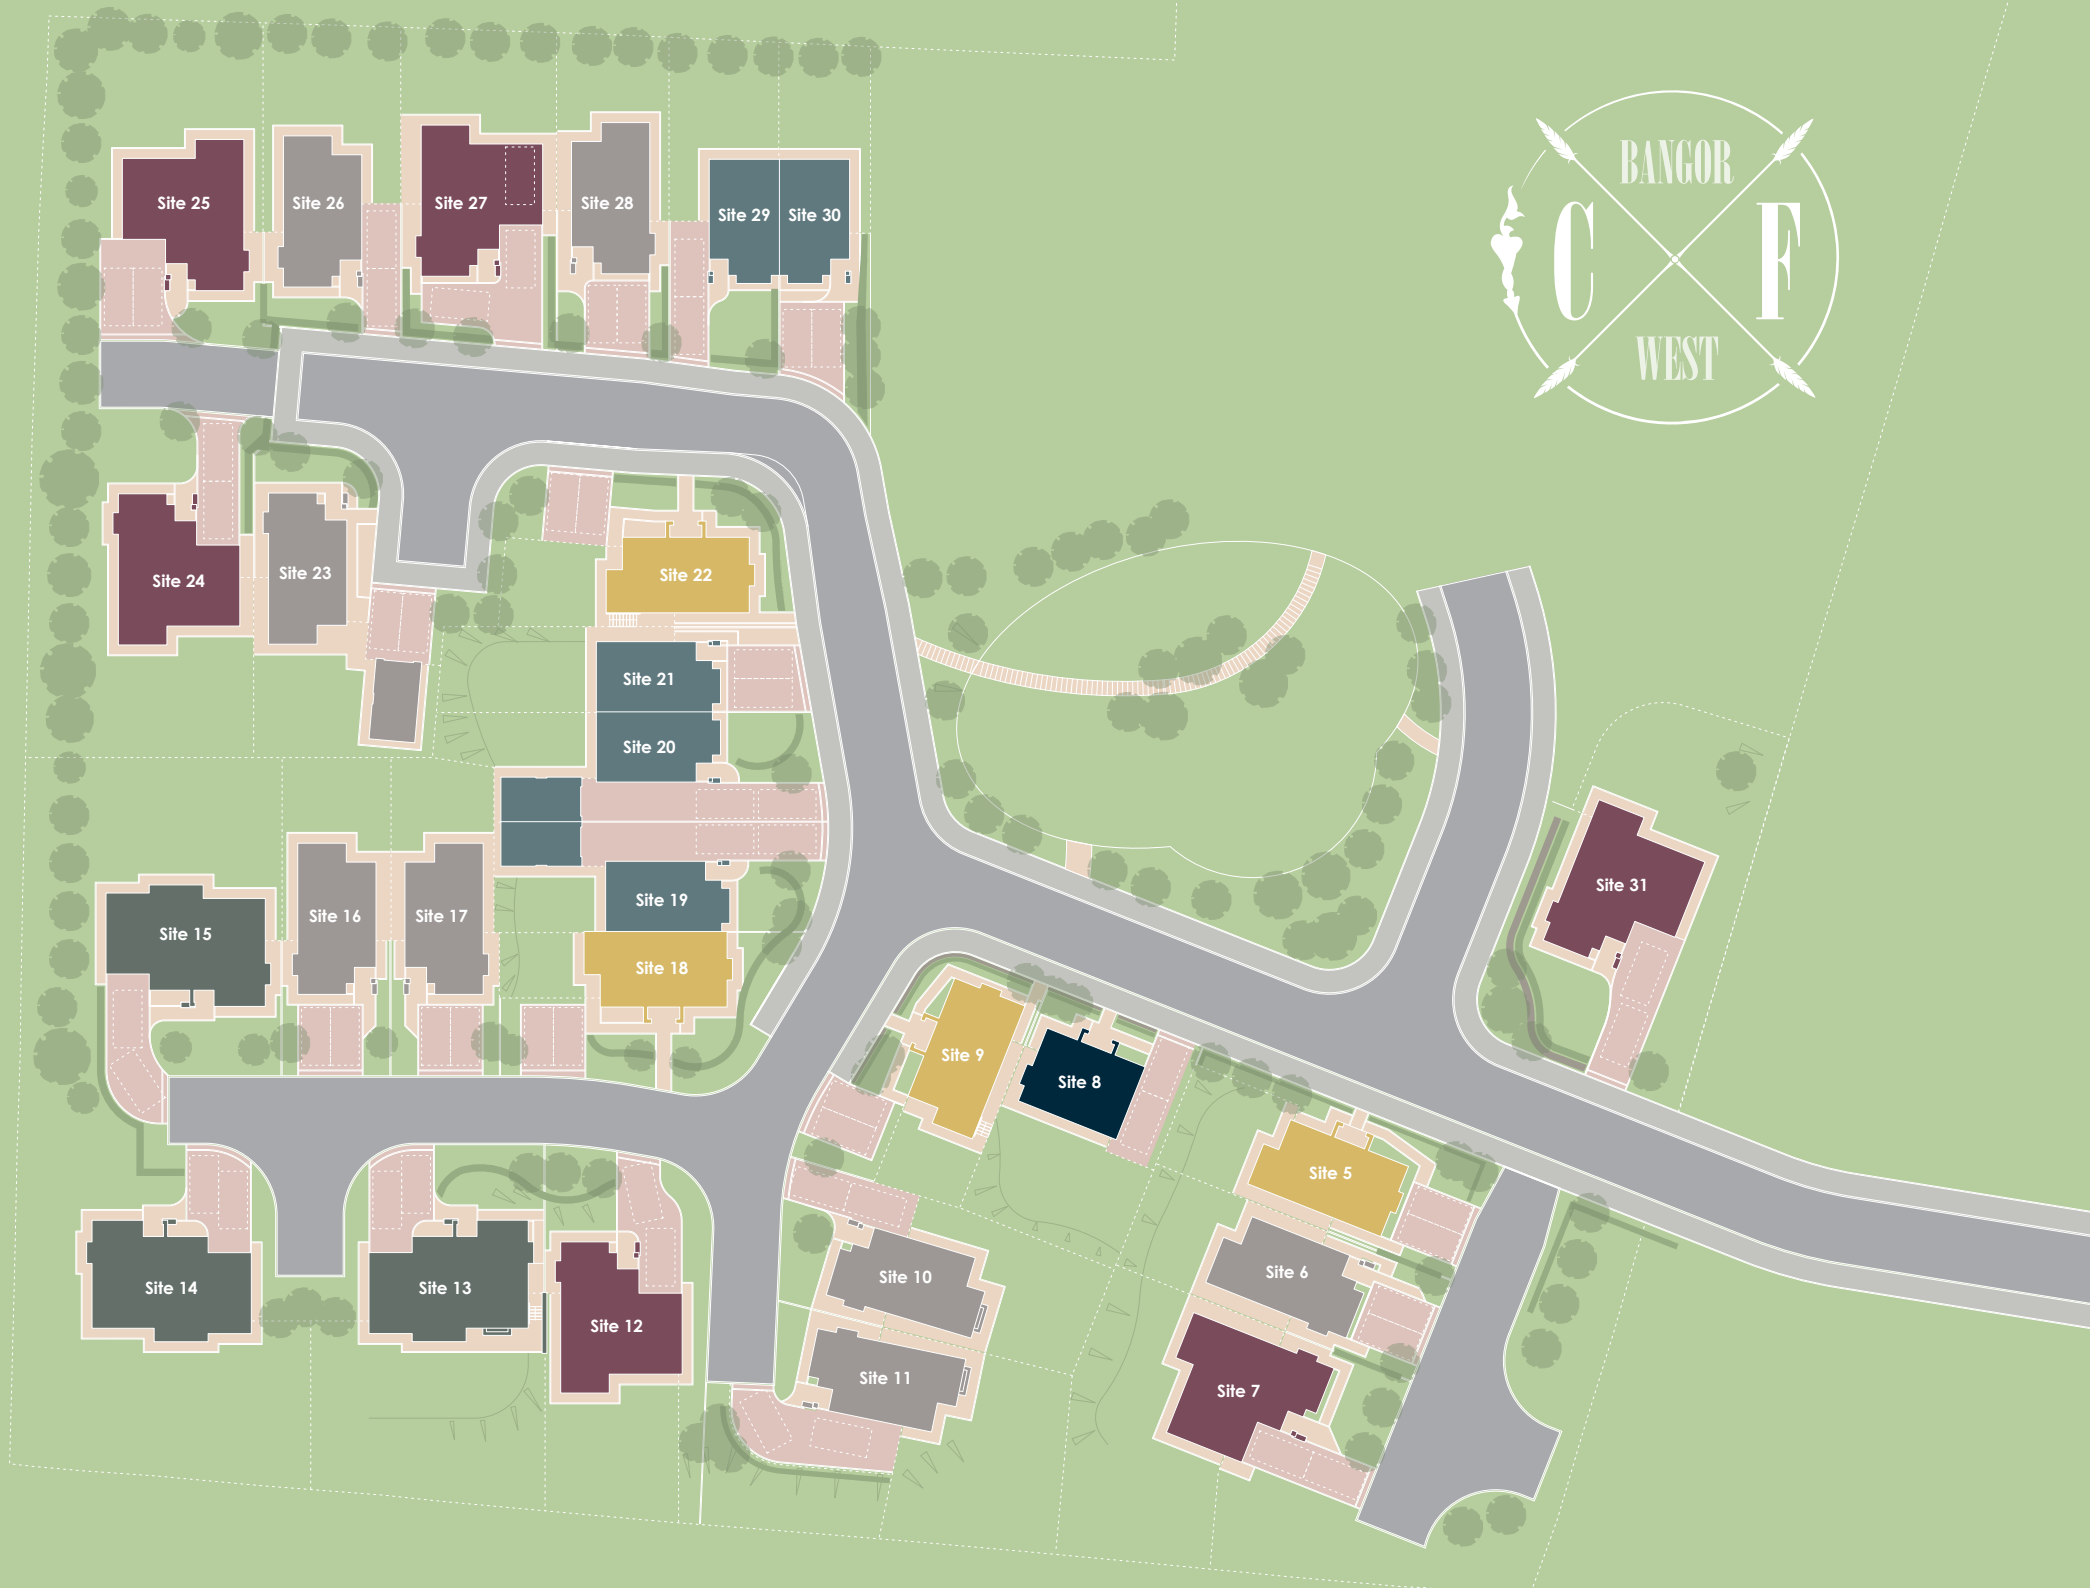 BANGOR
C F
WEST
Site 25
Site 26
Site 27
Site 28
Site 29
Site 30
Site 24
Site 23
Site 22
Site 21
Site 20
Site 19
Site 18
Site 15
Site 16
Site 17
Site 31
Site 9
Site 8
Site 5
Site 6
Site 7
Site 10
Site 11
Site 14
Site 13
Site 12